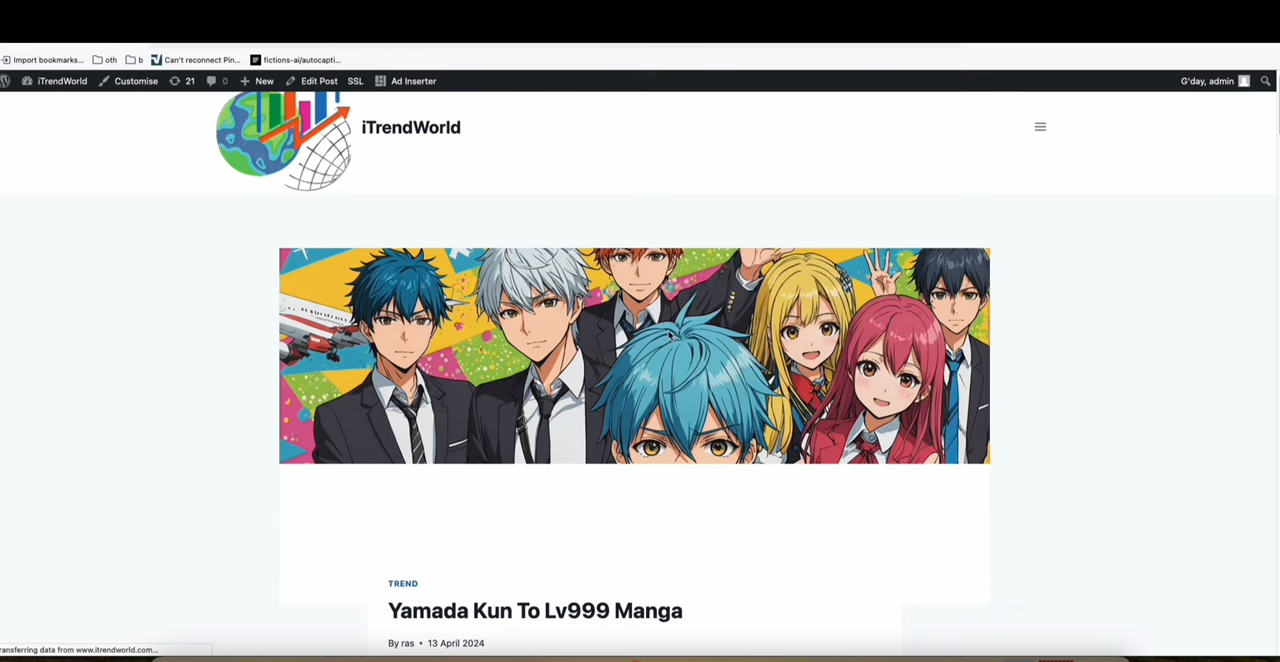 Import bookmarks... oth b Can't reconnect Pin... fictions-ai/autocapti...
iTrendWorld Customise 21 0 New Edit Post SSL Ad Inserter G'day, admin
iTrendWorld
TREND
Yamada Kun To Lv999 Manga
By ras • 13 April 2024
ransferring data from www.itrendworld.com...